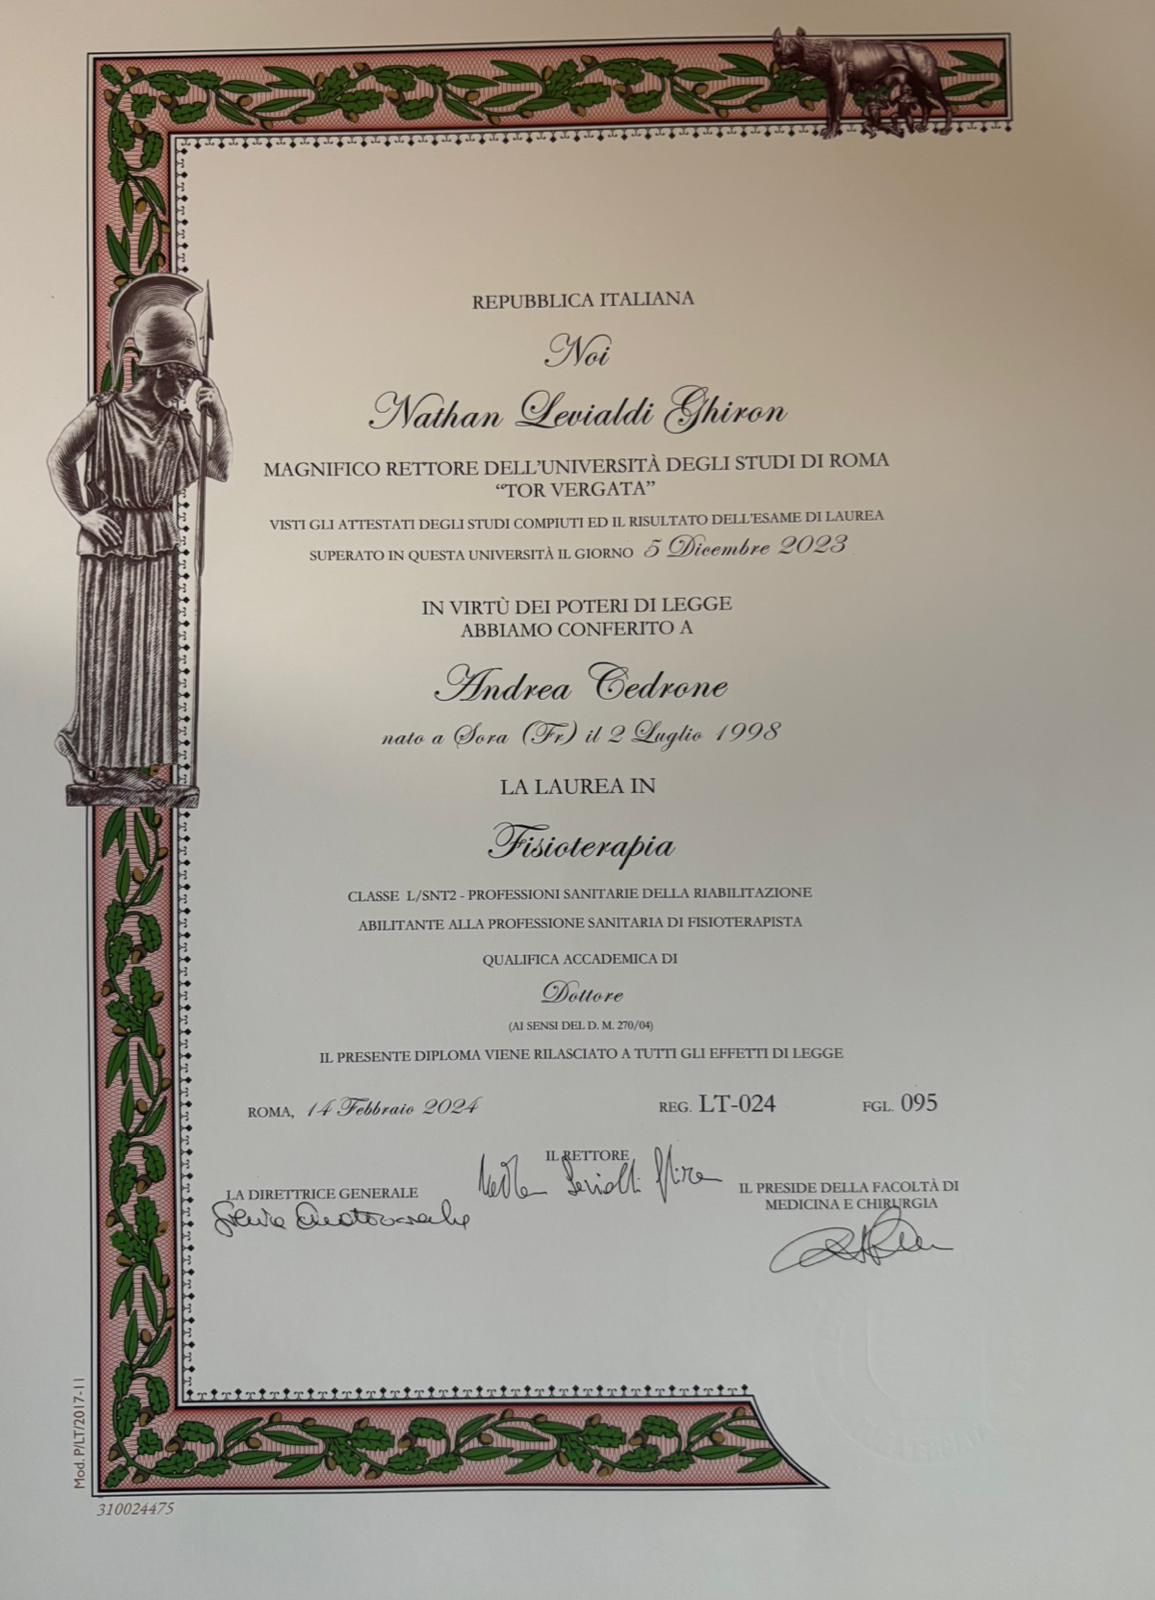 REPUBBLICA ITALIANA
Noi
Nathan Levialdi Ghiron
MAGNIFICO RETTORE DELL'UNIVERSITÀ DEGLI STUDI DI ROMA
“TOR VERGATA”
VISTI GLI ATTESTATI DEGLI STUDI COMPIUTI ED IL RISULTATO DELL'ESAME DI LAUREA
SUPERATO IN QUESTA UNIVERSITÀ IL GIORNO 5 Dicembre 2023
IN VIRTÙ DEI POTERI DI LEGGE
ABBIAMO CONFERITO A
Andrea Cedrone
nato a Sora (Fr) il 2 Luglio 1998
LA LAUREA IN
Fisioterapia
CLASSE L/SNT2 - PROFESSIONI SANITARIE DELLA RIABILITAZIONE
ABILITANTE ALLA PROFESSIONE SANITARIA DI FISIOTERAPISTA
QUALIFICA ACCADEMICA DI
Dottore
(AI SENSI DEL D. M. 270/04)
IL PRESENTE DIPLOMA VIENE RILASCIATO A TUTTI GLI EFFETTI DI LEGGE
ROMA, 14 Febbraio 2024 REG. LT-024 FGL. 095
IL RETTORE
LA DIRETTRICE GENERALE
IL PRESIDE DELLA FACOLTÀ DI
MEDICINA E CHIRURGIA
Mod. P/LT/2017-11
310024475